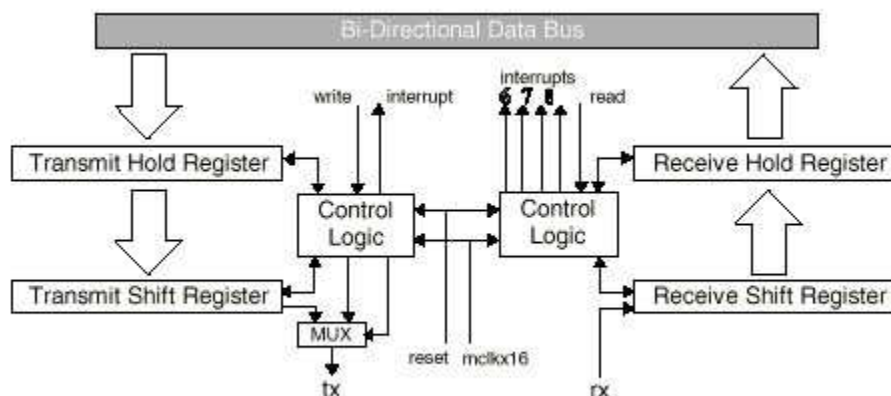 Bi-Directional Data Bus
interrupts
write interrupt 6 7 8 read
Transmit Hold Register
Receive Hold Register
Control Logic
Control Logic
Transmit Shift Register
Receive Shift Register
MUX
reset mclkx16
tx
rx